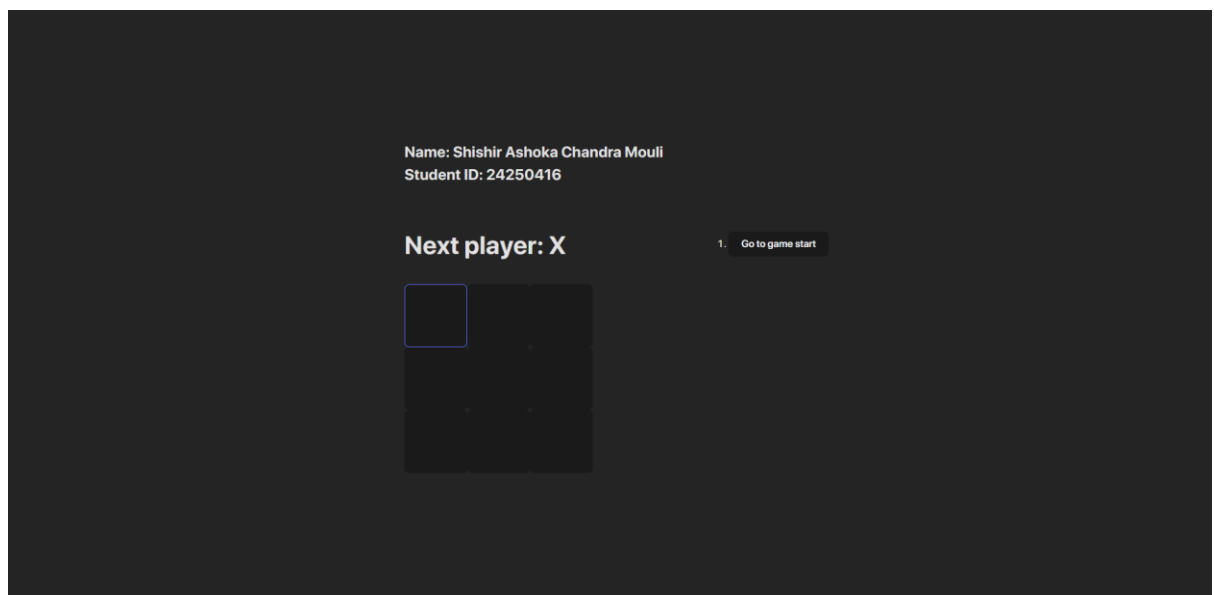 Name: Shishir Ashoka Chandra Mouli
Student ID: 24250416
Next player: X
1. Go to game start